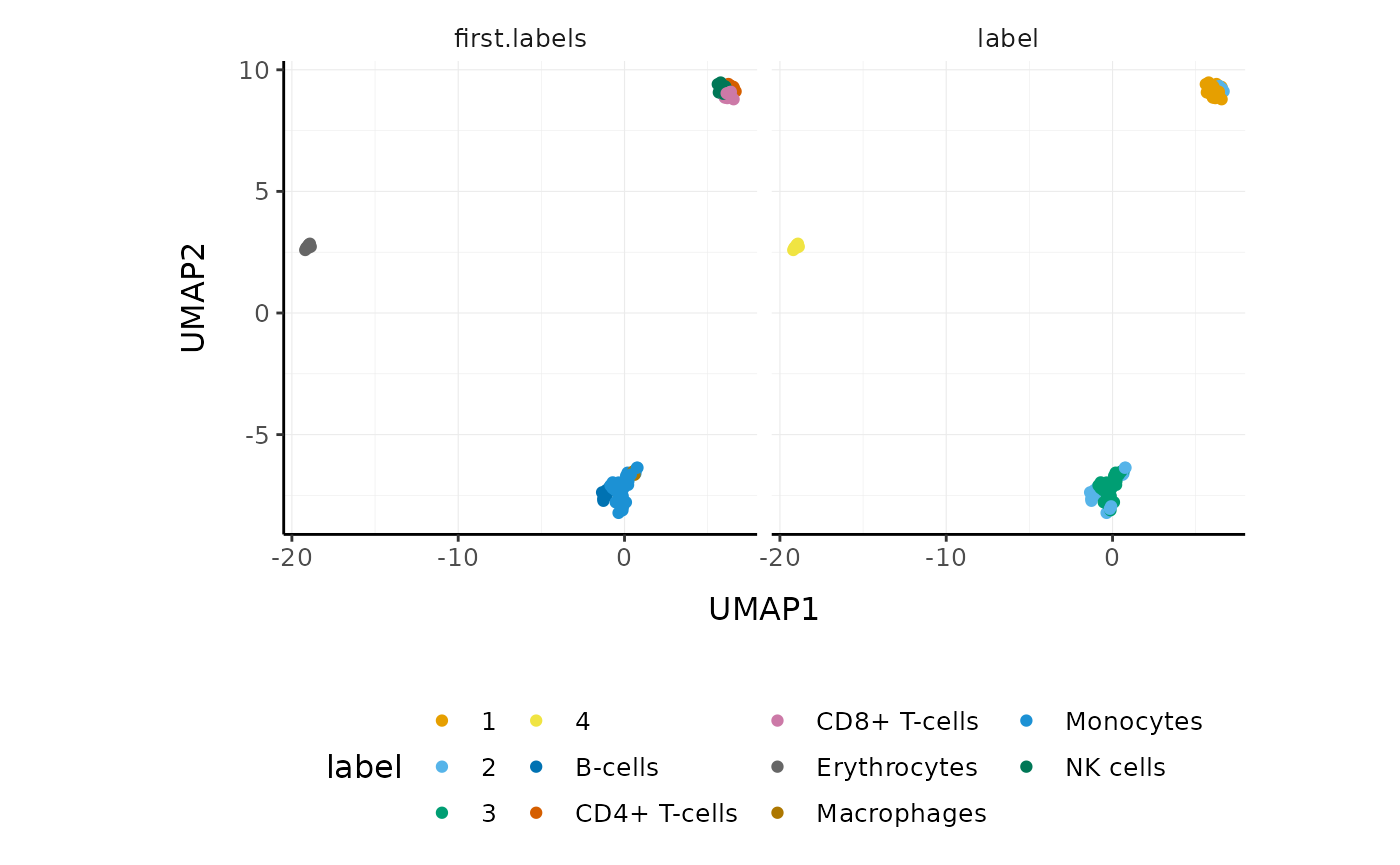 first.labels label
10
5
0
-5
UMAP2
-20 -10 0 -20 -10 0
UMAP1
label
1 4 CD8+ T-cells Monocytes
2 B-cells Erythrocytes NK cells
3 CD4+ T-cells Macrophages